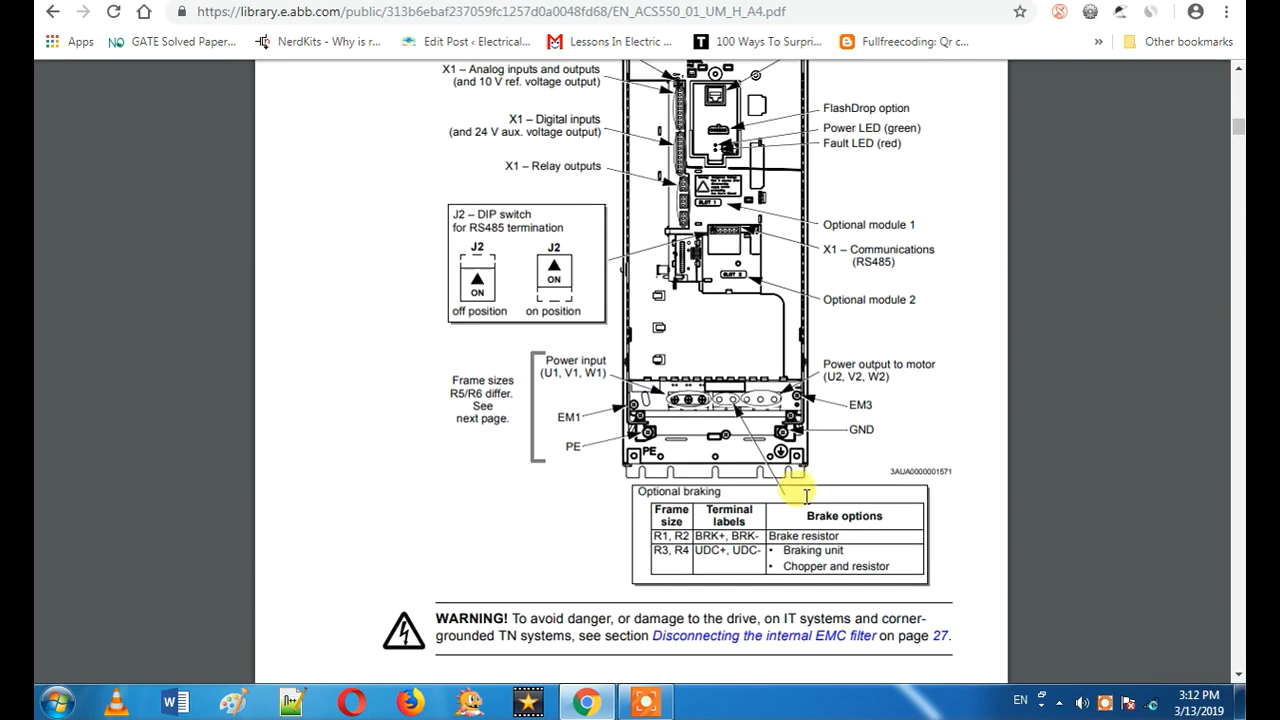 https://library.e.abb.com/public/313b6ebaf237059fc1257d0a0048fd68/EN_ACS550_01_UM_H_A4.pdf
Apps
GATE Solved Paper...
NerdKits - Why is r...
Edit Post ‹ Electrical...
Lessons In Electric ...
100 Ways To Surpri...
Fullfreecoding: Qr c...
»
Other bookmarks
X1 – Analog inputs and outputs
(and 10 V ref. voltage output)
X1 – Digital inputs
(and 24 V aux. voltage output)
X1 – Relay outputs
FlashDrop option
Power LED (green)
Fault LED (red)
SLOT 1
Optional module 1
X1 – Communications
(RS485)
SLOT 2
Optional module 2
J2 – DIP switch
for RS485 termination
J2
J2
ON
ON
off position
on position
Power input
(U1, V1, W1)
Power output to motor
(U2, V2, W2)
Frame sizes
R5/R6 differ.
See
next page.
EM1
EM3
PE
GND
PE
3AUA0000001571
Optional braking
Frame size Terminal labels Brake options
R1, R2 BRK+, BRK- Brake resistor
R3, R4 UDC+, UDC- • Braking unit
• Chopper and resistor
WARNING! To avoid danger, or damage to the drive, on IT systems and corner-
grounded TN systems, see section Disconnecting the internal EMC filter on page 27.
EN
3:12 PM
3/13/2019